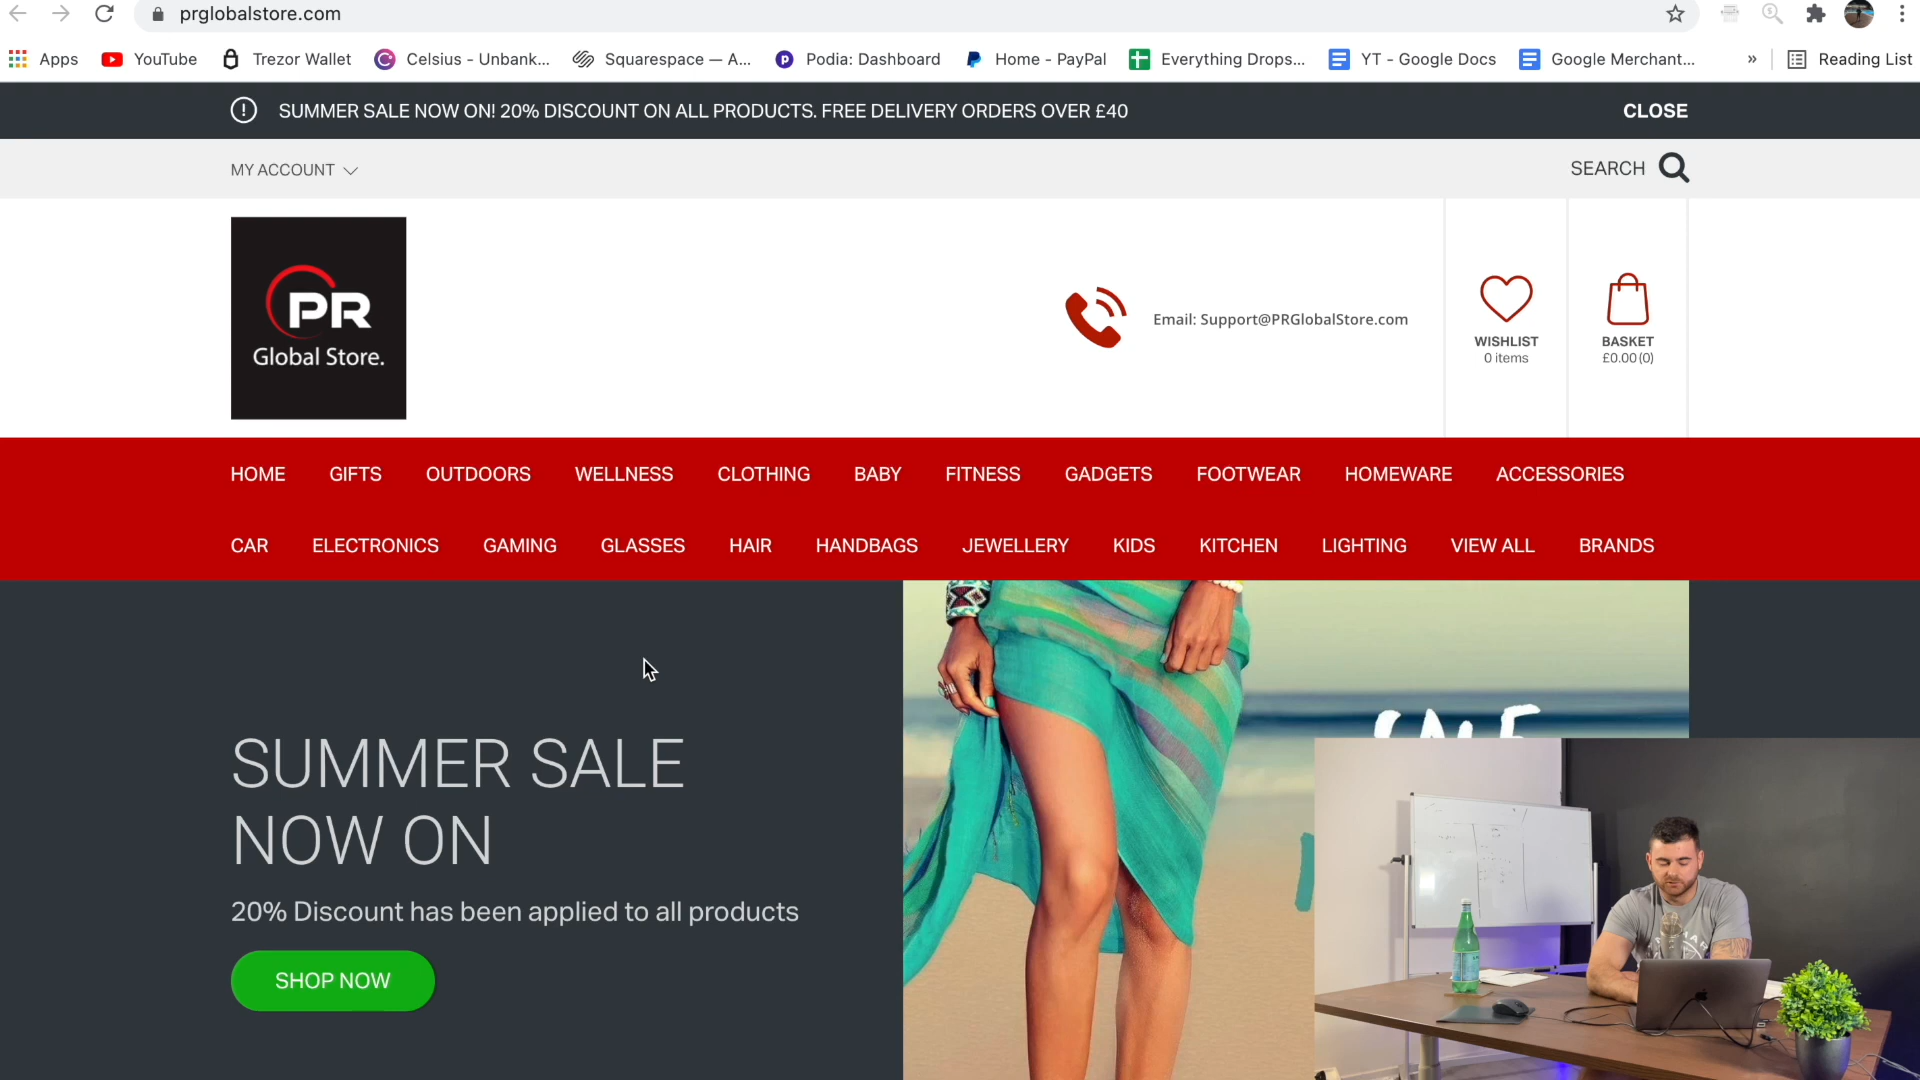 prglobalstore.com
Apps YouTube Trezor Wallet Celsius - Unbank... Squarespace — A... Podia: Dashboard Home - PayPal Everything Drops... YT - Google Docs Google Merchant... » Reading List
SUMMER SALE NOW ON! 20% DISCOUNT ON ALL PRODUCTS. FREE DELIVERY ORDERS OVER £40 CLOSE
MY ACCOUNT SEARCH
PR
Global Store.
Email: Support@PRGlobalStore.com
WISHLIST
0 items
BASKET
£0.00 (0)
HOME GIFTS OUTDOORS WELLNESS CLOTHING BABY FITNESS GADGETS FOOTWEAR HOMEWARE ACCESSORIES
CAR ELECTRONICS GAMING GLASSES HAIR HANDBAGS JEWELLERY KIDS KITCHEN LIGHTING VIEW ALL BRANDS
SALE
SUMMER SALE
NOW ON
20% Discount has been applied to all products
SHOP NOW